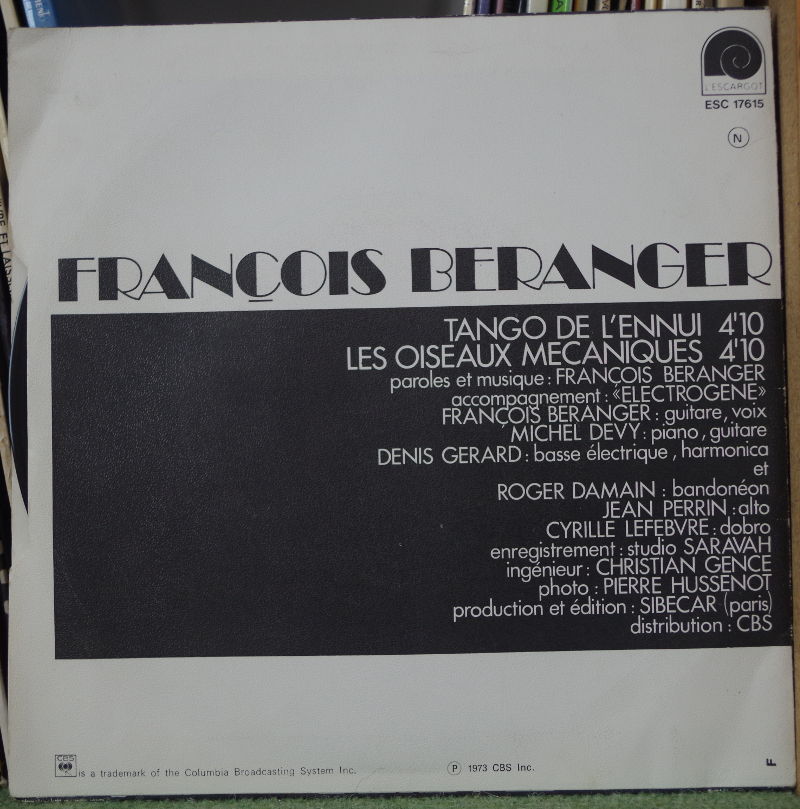 L'ESCARGOT
ESC 17615
N
FRANÇOIS BERANGER
TANGO DE L'ENNUI 4'10
LES OISEAUX MECANIQUES 4'10
paroles et musique : FRANÇOIS BERANGER
accompagnement : «ELECTROGENE»
FRANÇOIS BERANGER : guitare, voix
MICHEL DEVY : piano, guitare
DENIS GERARD : basse électrique, harmonica
et
ROGER DAMAIN : bandonéon
JEAN PERRIN : alto
CYRILLE LEFEBVRE : dobro
enregistrement : studio SARAVAH
ingénieur : CHRISTIAN GENCE
photo : PIERRE HUSSENOT
production et édition : SIBECAR (paris)
distribution : CBS
CBS is a trademark of the Columbia Broadcasting System Inc.
Ⓟ 1973 CBS Inc.
F